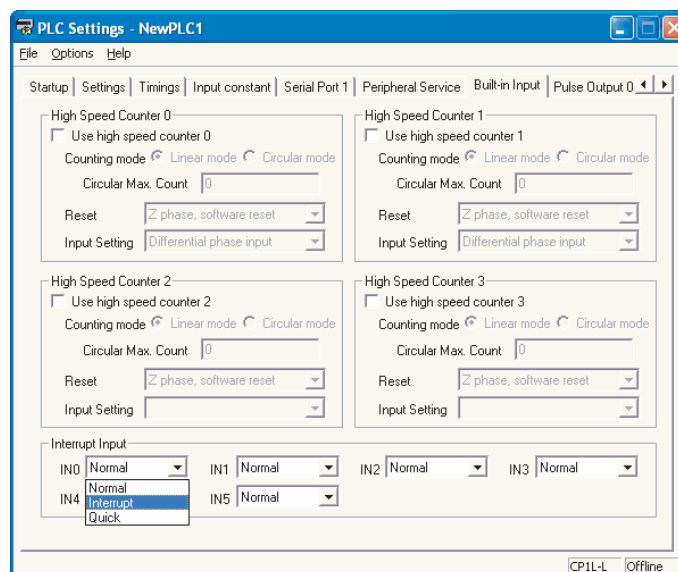 PLC Settings - NewPLC1
File Options Help
Startup Settings Timings Input constant Serial Port 1 Peripheral Service Built-in Input Pulse Output 0
High Speed Counter 0
Use high speed counter 0
Counting mode Linear mode Circular mode
Circular Max. Count 0
Reset Z phase, software reset
Input Setting Differential phase input
High Speed Counter 1
Use high speed counter 1
Counting mode Linear mode Circular mode
Circular Max. Count 0
Reset Z phase, software reset
Input Setting Differential phase input
High Speed Counter 2
Use high speed counter 2
Counting mode Linear mode Circular mode
Circular Max. Count 0
Reset Z phase, software reset
Input Setting
High Speed Counter 3
Use high speed counter 3
Counting mode Linear mode Circular mode
Circular Max. Count 0
Reset Z phase, software reset
Input Setting
Interrupt Input
IN0 Normal IN1 Normal IN2 Normal IN3 Normal
Normal
IN4 Interrupt IN5 Normal
Quick
CP1L-L Offline